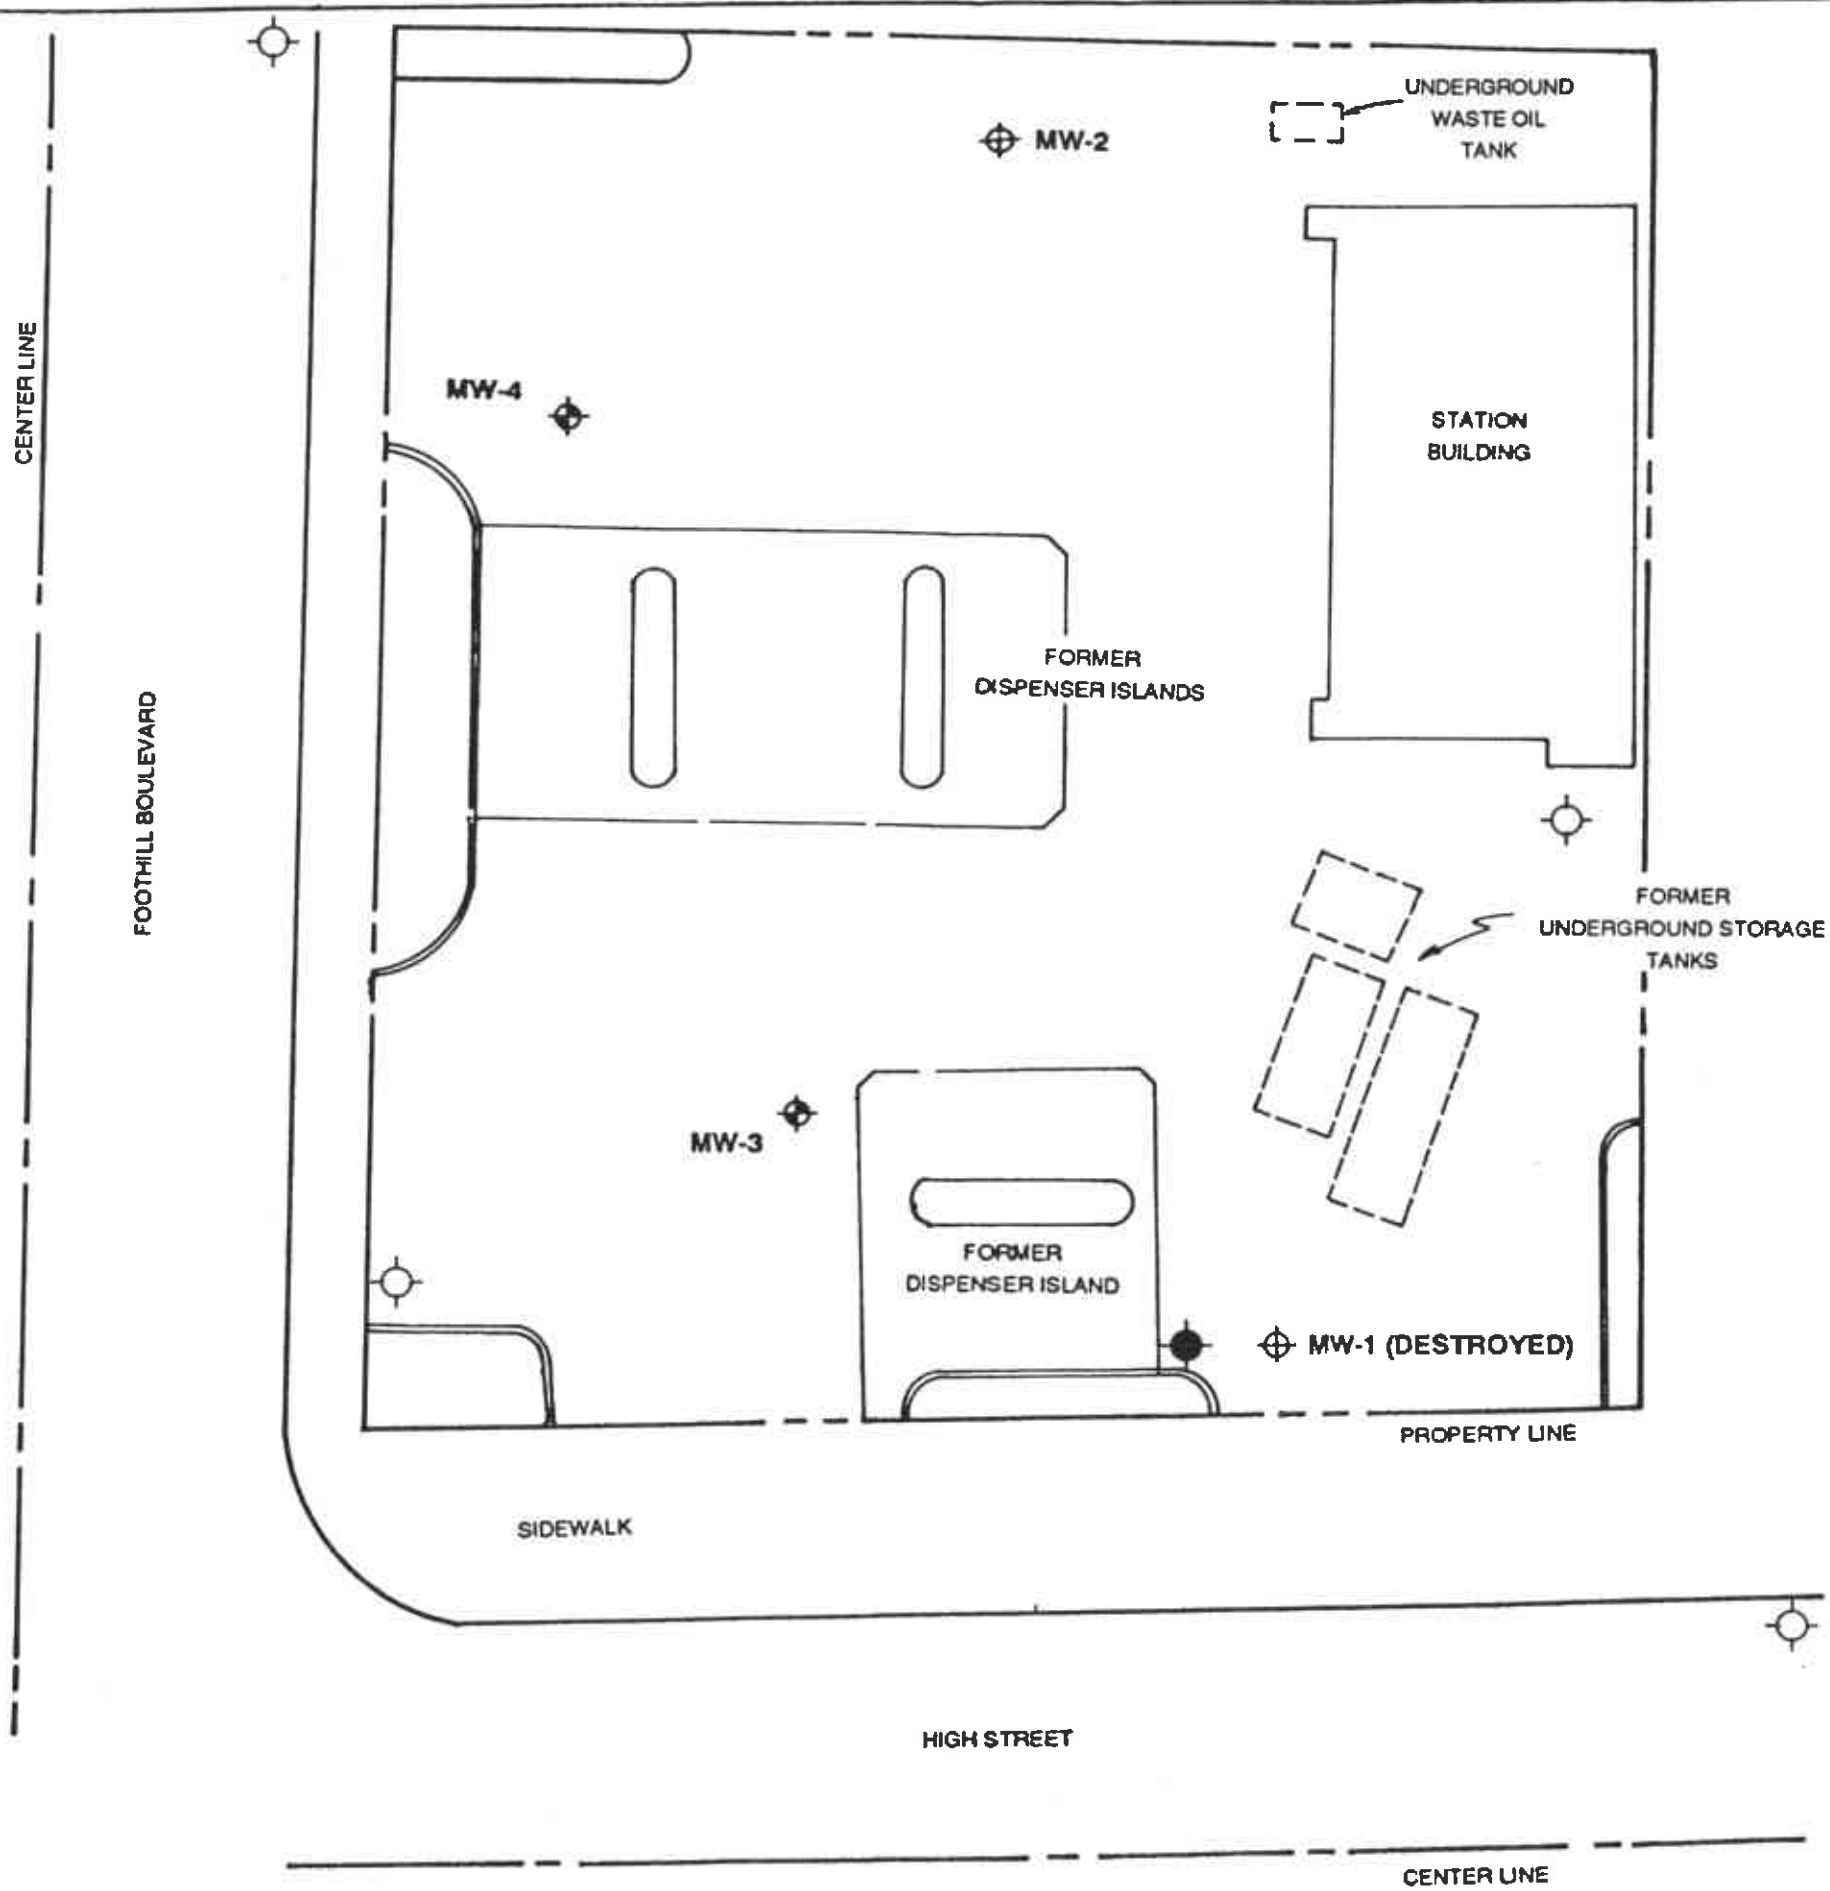 UNDERGROUND
WASTE OIL
TANK
MW-2
CENTER LINE
MW-4
STATION
BUILDING
FORMER
DISPENSER ISLANDS
FOOTHILL BOULEVARD
FORMER
UNDERGROUND STORAGE
TANKS
MW-3
FORMER
DISPENSER ISLAND
MW-1 (DESTROYED)
PROPERTY LINE
SIDEWALK
HIGH STREET
CENTER LINE